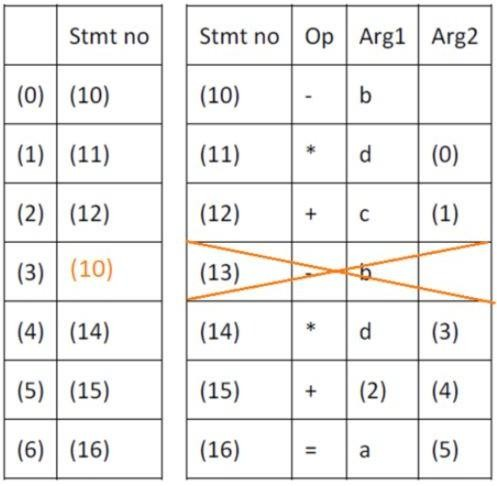 Stmt no Stmt no Op Arg1 Arg2
(0) (10) (10) - b
(1) (11) (11) * d (0)
(2) (12) (12) + c (1)
(3) (10) (13) - b
(4) (14) (14) * d (3)
(5) (15) (15) + (2) (4)
(6) (16) (16) = a (5)